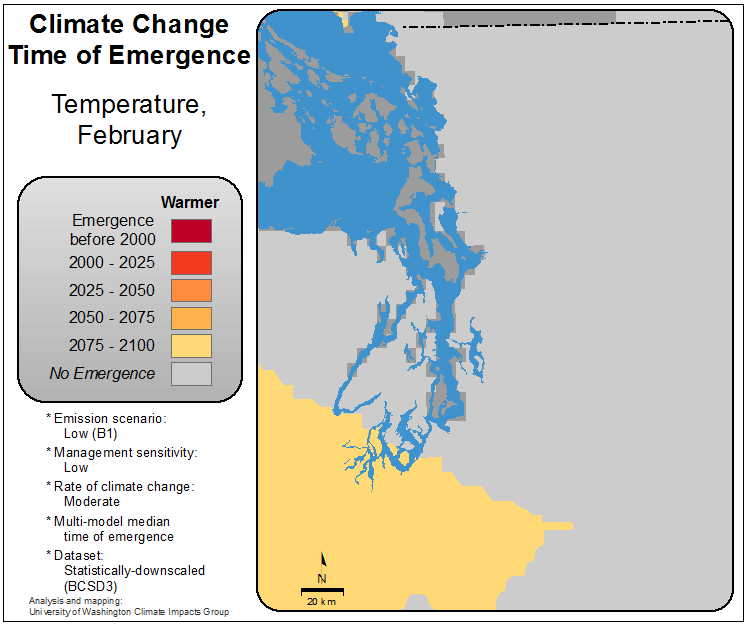 Climate Change
Time of Emergence
Temperature,
February
Warmer
Emergence
before 2000
2000 - 2025
2025 - 2050
2050 - 2075
2075 - 2100
No Emergence
* Emission scenario:
Low (B1)
* Management sensitivity:
Low
* Rate of climate change:
Moderate
* Multi-model median
time of emergence
* Dataset:
Statistically-downscaled
(BCSD3)
Analysis and mapping:
University of Washington Climate Impacts Group
N
20 km